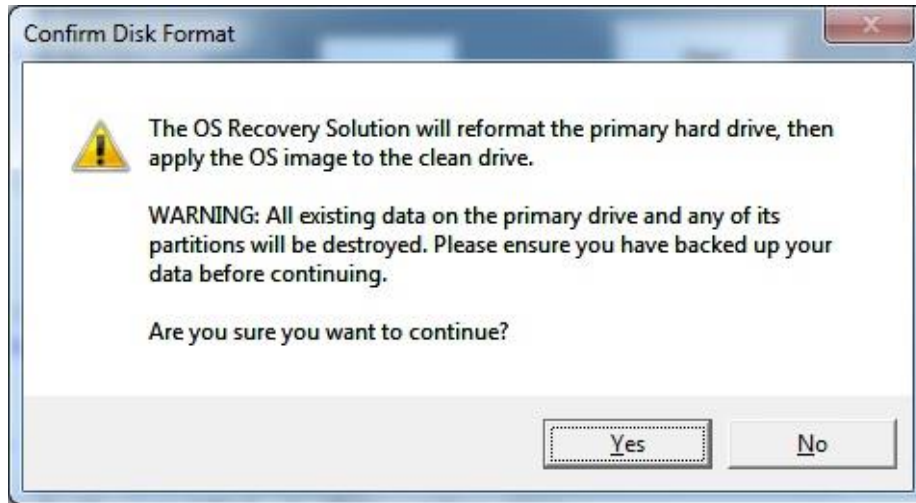 Confirm Disk Format
The OS Recovery Solution will reformat the primary hard drive, then
apply the OS image to the clean drive.
WARNING: All existing data on the primary drive and any of its
partitions will be destroyed. Please ensure you have backed up your
data before continuing.
Are you sure you want to continue?
Yes
No